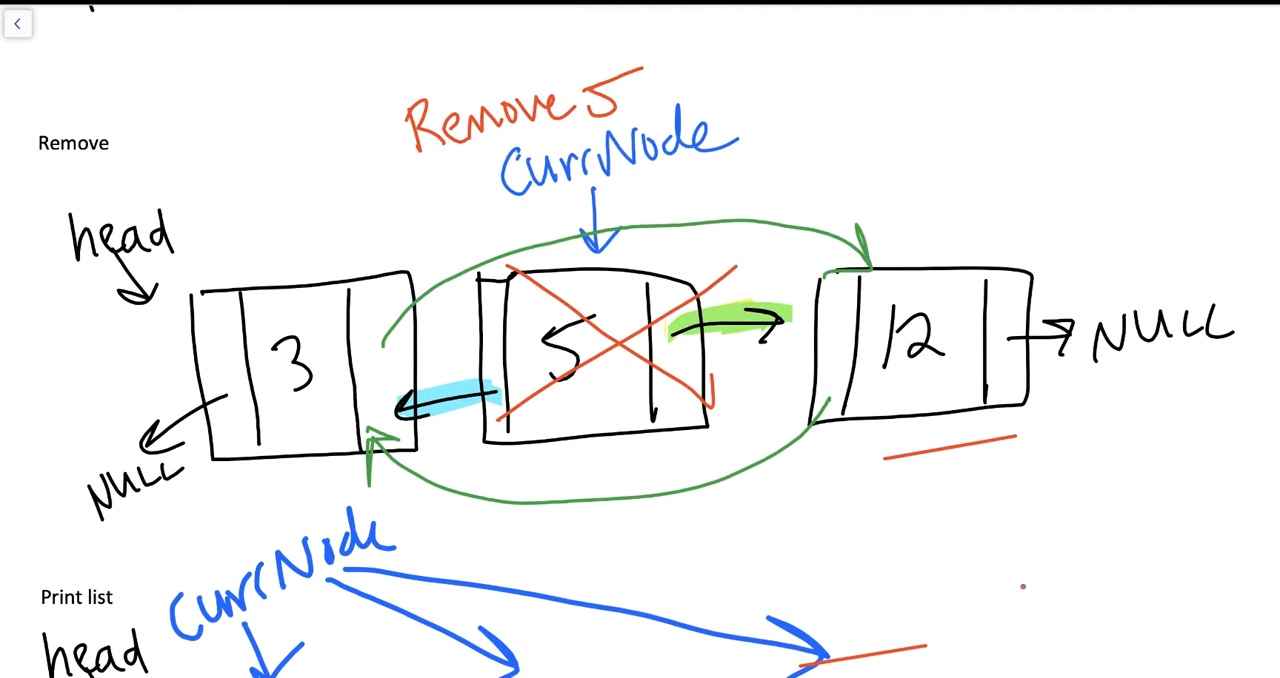 Remove 5
CurrNode
Remove
head
3
5
12
NULL
NULL
CurrNode
Print list
head